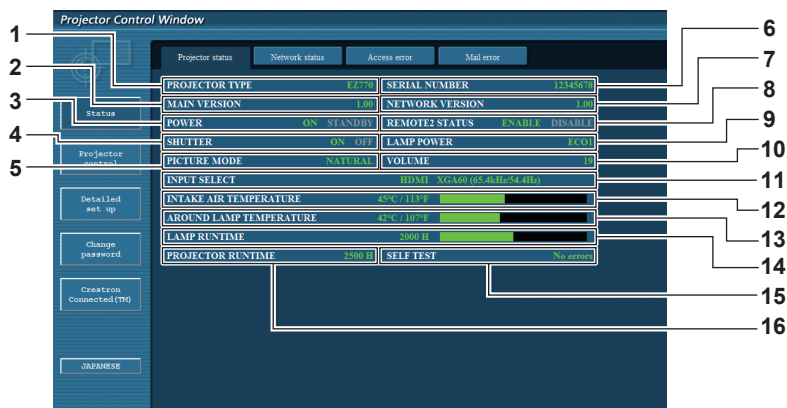 Projector Control Window
Projector status Network status Access error Mail error
1
2
3
4
5
6
7
8
9
10
11
12
13
14
15
16
PROJECTOR TYPE EZ770 SERIAL NUMBER 12345678
MAIN VERSION 1.00 NETWORK VERSION 1.00
POWER ON STANDBY REMOTE2 STATUS ENABLE DISABLE
SHUTTER ON OFF LAMP POWER ECO1
PICTURE MODE NATURAL VOLUME 19
INPUT SELECT HDMI XGA60 (65.4kHz/54.4Hz)
INTAKE AIR TEMPERATURE 45°C / 113°F
AROUND LAMP TEMPERATURE 42°C / 107°F
LAMP RUNTIME 2000 H
PROJECTOR RUNTIME 2500 H SELF TEST No errors
Status
Projector
control
Detailed
set up
Change
password
Crestron
Connected(TM)
JAPANESE